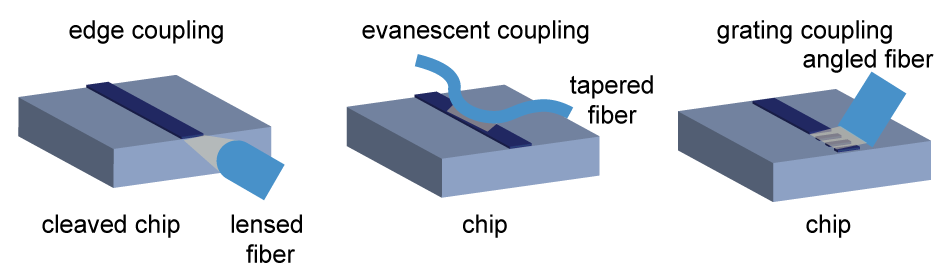 edge coupling
cleaved chip
lensed
fiber
evanescent coupling
tapered
fiber
chip
grating coupling
angled fiber
chip